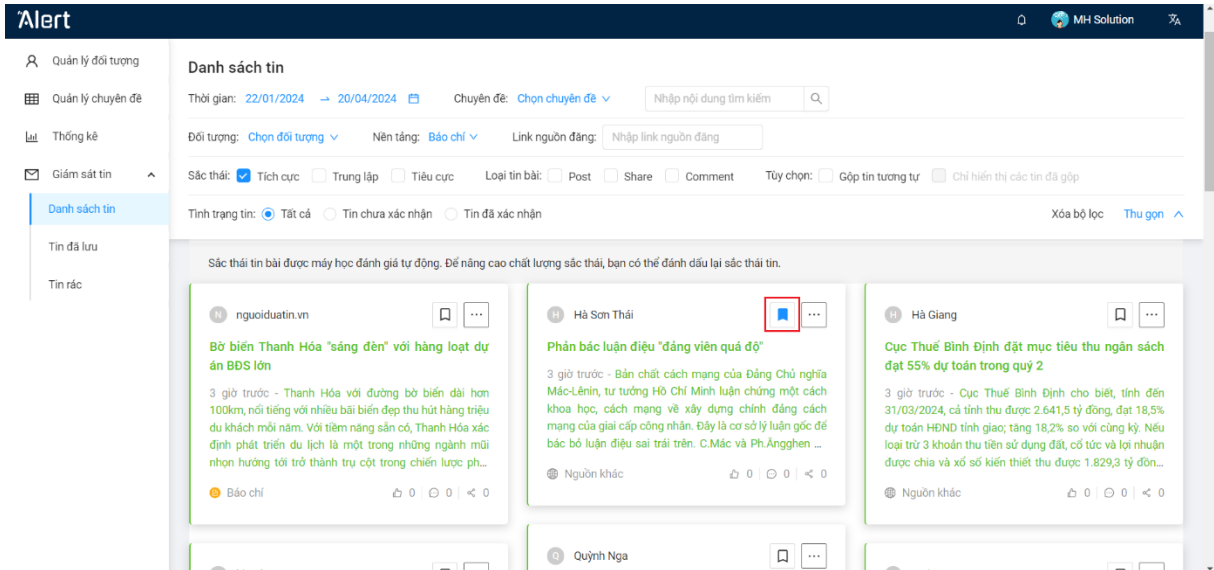 Alert
MH Solution
Quản lý đối tượng
Quản lý chuyên đề
Thống kê
Giám sát tin
Danh sách tin
Tin đã lưu
Tin rác
Danh sách tin
Thời gian: 22/01/2024 → 20/04/2024 Chuyên đề: Chọn chuyên đề Nhập nội dung tìm kiếm
Đối tượng: Chọn đối tượng Nền tảng: Báo chí Link nguồn đăng: Nhập link nguồn đăng
Sắc thái: Tích cực Trung lập Tiêu cực Loại tin bài: Post Share Comment Tùy chọn: Gộp tin tương tự Chỉ hiển thị các tin đã gộp
Tình trạng tin: Tất cả Tin chưa xác nhận Tin đã xác nhận Xóa bộ lọc Thu gọn
Sắc thái tin bài được máy học đánh giá tự động. Để nâng cao chất lượng sắc thái, bạn có thể đánh dấu lại sắc thái tin.
N nguoiduatin.vn
Bờ biển Thanh Hóa "sáng đèn" với hàng loạt dự
án BĐS lớn
3 giờ trước - Thanh Hóa với đường bờ biển dài hơn
100km, nổi tiếng với nhiều bãi biển đẹp thu hút hàng triệu
du khách mỗi năm. Với tiềm năng sẵn có, Thanh Hóa xác
định phát triển du lịch là một trong những ngành mũi
nhọn hướng tới trở thành trụ cột trong chiến lược ph...
Báo chí 0 0 0
H Hà Sơn Thái
Phản bác luận điệu "đảng viên quá độ"
3 giờ trước - Bản chất cách mạng của Đảng Chủ nghĩa
Mác-Lênin, tư tưởng Hồ Chí Minh luận chứng một cách
khoa học, cách mạng về xây dựng chính đảng cách
mạng của giai cấp công nhân. Đây là cơ sở lý luận gốc để
bác bỏ luận điệu sai trái trên. C.Mác và Ph.Ăngghen ...
Nguồn khác 0 0 0
H Hà Giang
Cục Thuế Bình Định đặt mục tiêu thu ngân sách
đạt 55% dự toán trong quý 2
3 giờ trước - Cục Thuế Bình Định cho biết, tính đến
31/03/2024, cả tỉnh thu được 2.641,5 tỷ đồng, đạt 18,5%
dự toán HĐND tỉnh giao; tăng 18,2% so với cùng kỳ. Nếu
loại trừ 3 khoản thu tiền sử dụng đất, cổ tức và lợi nhuận
được chia và xổ số kiến thiết thu được 1.829,3 tỷ đồn...
Nguồn khác 0 0 0
Q Quỳnh Nga